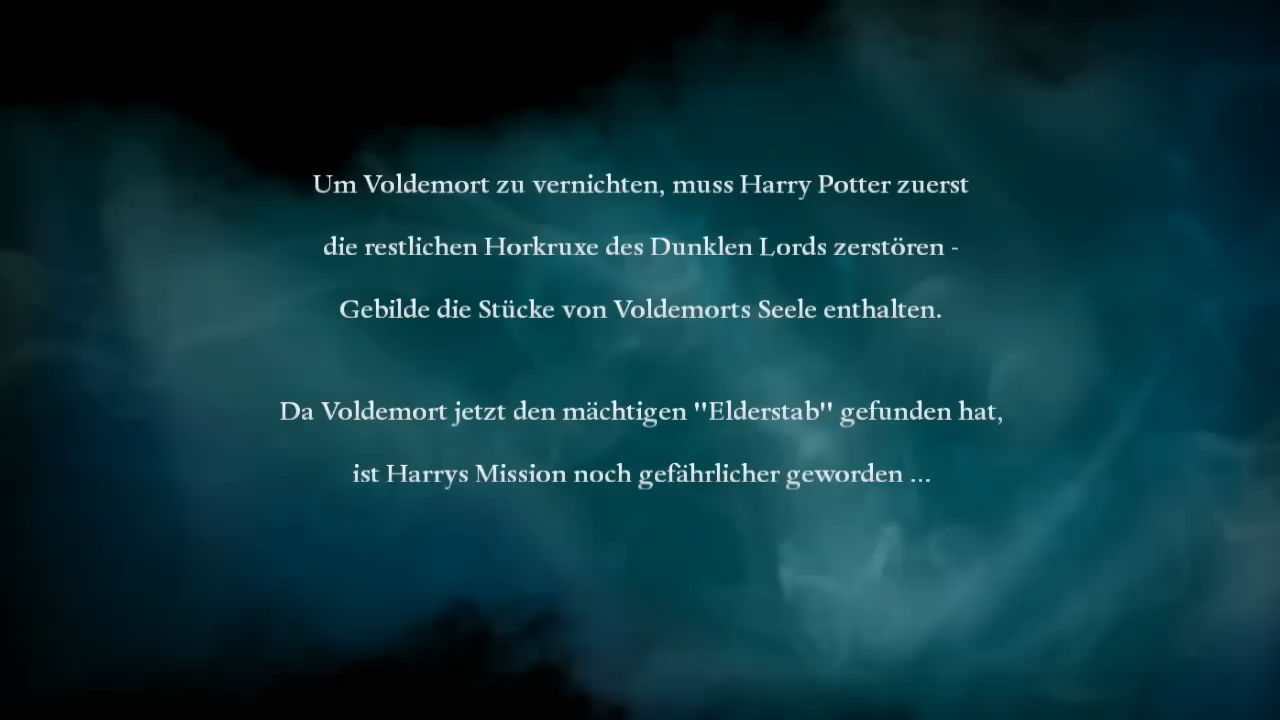 Um Voldemort zu vernichten, muss Harry Potter zuerst
die restlichen Horkruxe des Dunklen Lords zerstören -
Gebilde die Stücke von Voldemorts Seele enthalten.
Da Voldemort jetzt den mächtigen "Elderstab" gefunden hat,
ist Harrys Mission noch gefährlicher geworden ...